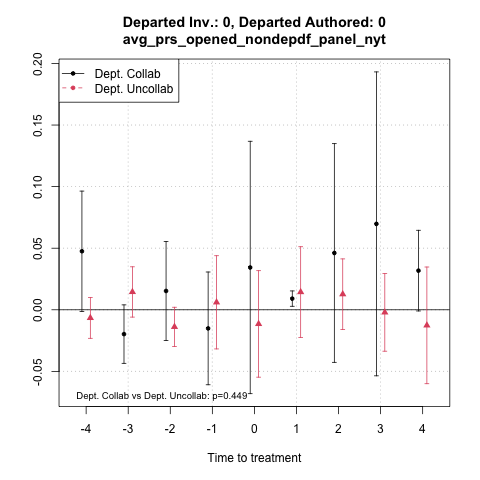 Departed Inv.: 0, Departed Authored: 0
avg_prs_opened_nondepdf_panel_nyt
0.20
0.15
0.10
0.05
0.00
-0.05
Dept. Collab
Dept. Uncollab
Dept. Collab vs Dept. Uncollab: p=0.449
-4 -3 -2 -1 0 1 2 3 4
Time to treatment